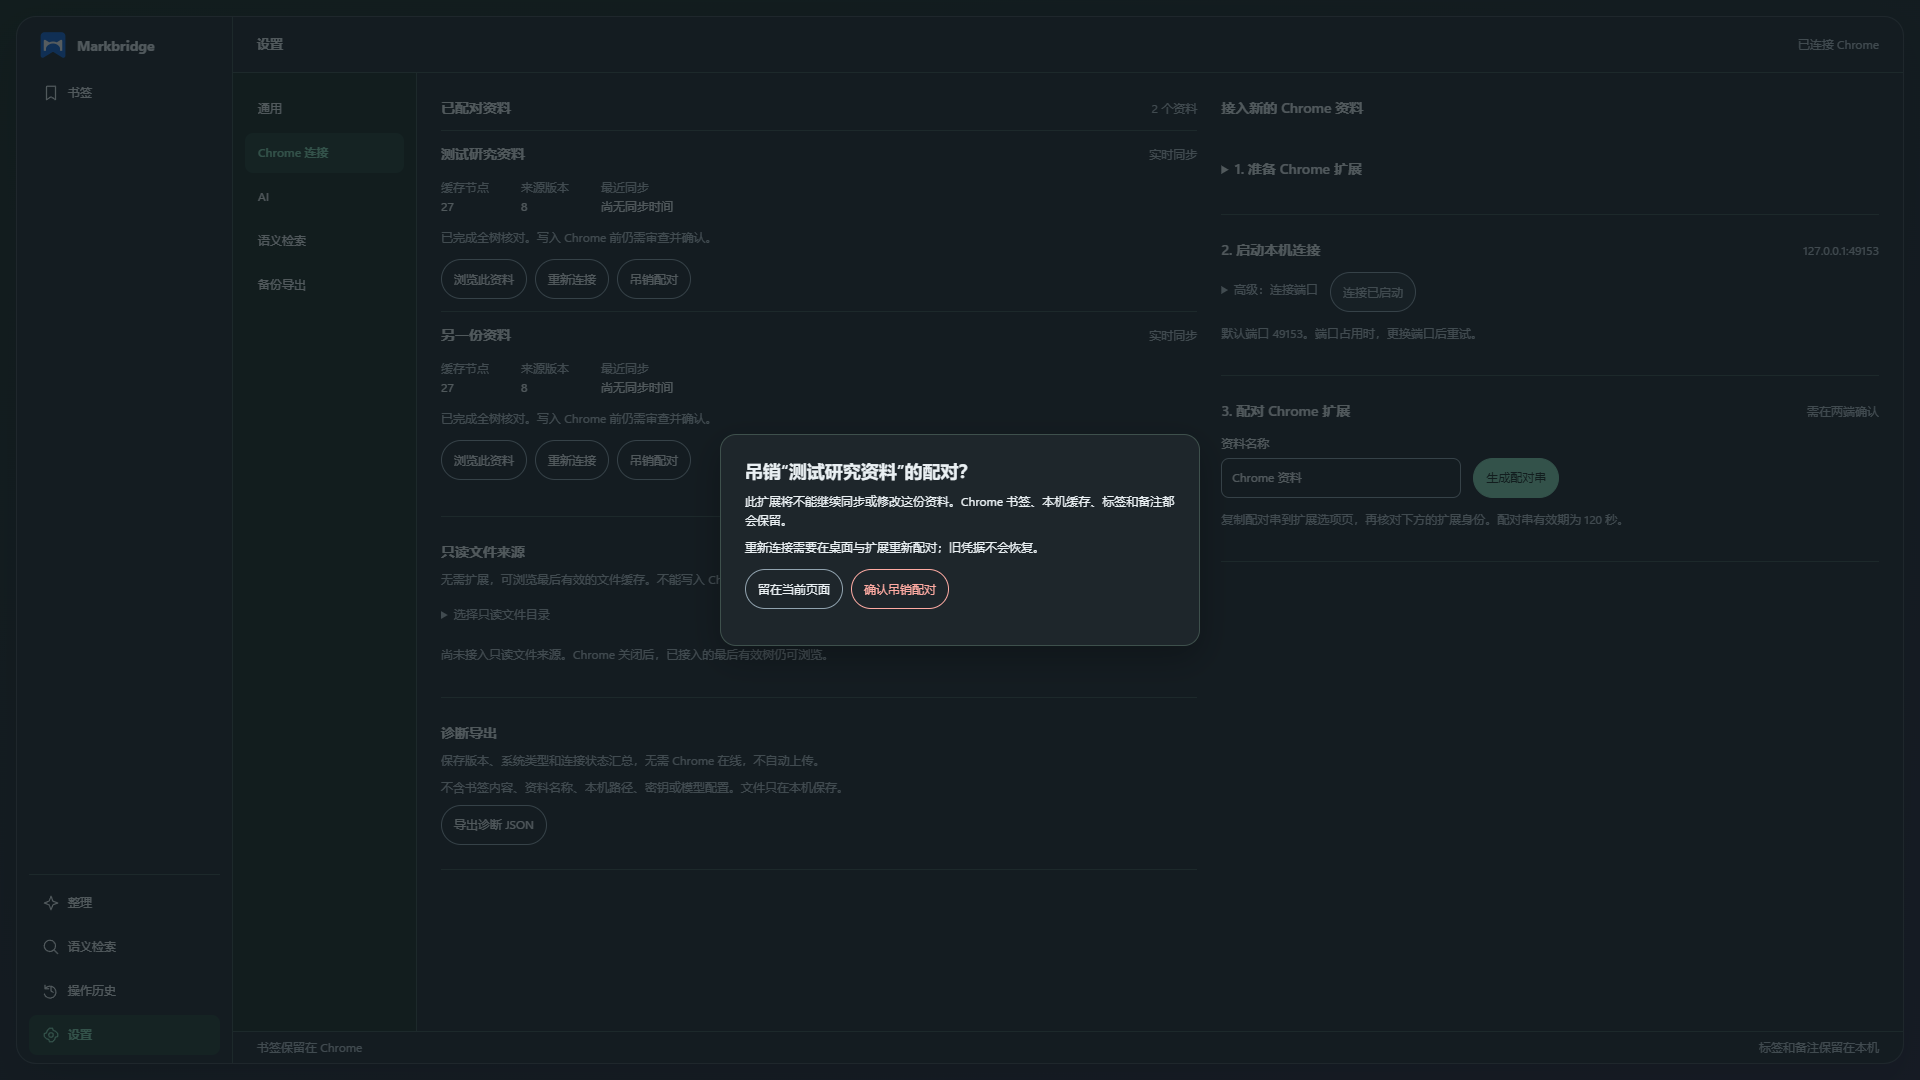 Markbridge
书签
整理
语义检索
操作历史
设置
设置
已连接 Chrome
通用
Chrome 连接
AI
语义检索
备份导出
已配对资料
2 个资料
测试研究资料
实时同步
缓存节点
来源版本
最近同步
27
8
尚无同步时间
已完成全树核对。写入 Chrome 前仍需审查并确认。
浏览此资料
重新连接
吊销配对
另一份资料
实时同步
缓存节点
来源版本
最近同步
27
8
尚无同步时间
已完成全树核对。写入 Chrome 前仍需审查并确认。
浏览此资料
重新连接
吊销配对
只读文件来源
无需扩展，可浏览最后有效的文件缓存。不能写入 Ch
选择只读文件目录
尚未接入只读文件来源。Chrome 关闭后，已接入的最后有效树仍可浏览。
诊断导出
保存版本、系统类型和连接状态汇总，无需 Chrome 在线，不自动上传。
不含书签内容、资料名称、本机路径、密钥或模型配置。文件只在本机保存。
导出诊断 JSON
接入新的 Chrome 资料
1. 准备 Chrome 扩展
2. 启动本机连接
127.0.0.1:49153
高级：连接端口
连接已启动
默认端口 49153。端口占用时，更换端口后重试。
3. 配对 Chrome 扩展
需在两端确认
资料名称
Chrome 资料
生成配对串
复制配对串到扩展选项页，再核对下方的扩展身份。配对串有效期为 120 秒。
吊销“测试研究资料”的配对？
此扩展将不能继续同步或修改这份资料。Chrome 书签、本机缓存、标签和备注都
会保留。
重新连接需要在桌面与扩展重新配对；旧凭据不会恢复。
留在当前页面
确认吊销配对
书签保留在 Chrome
标签和备注保留在本机